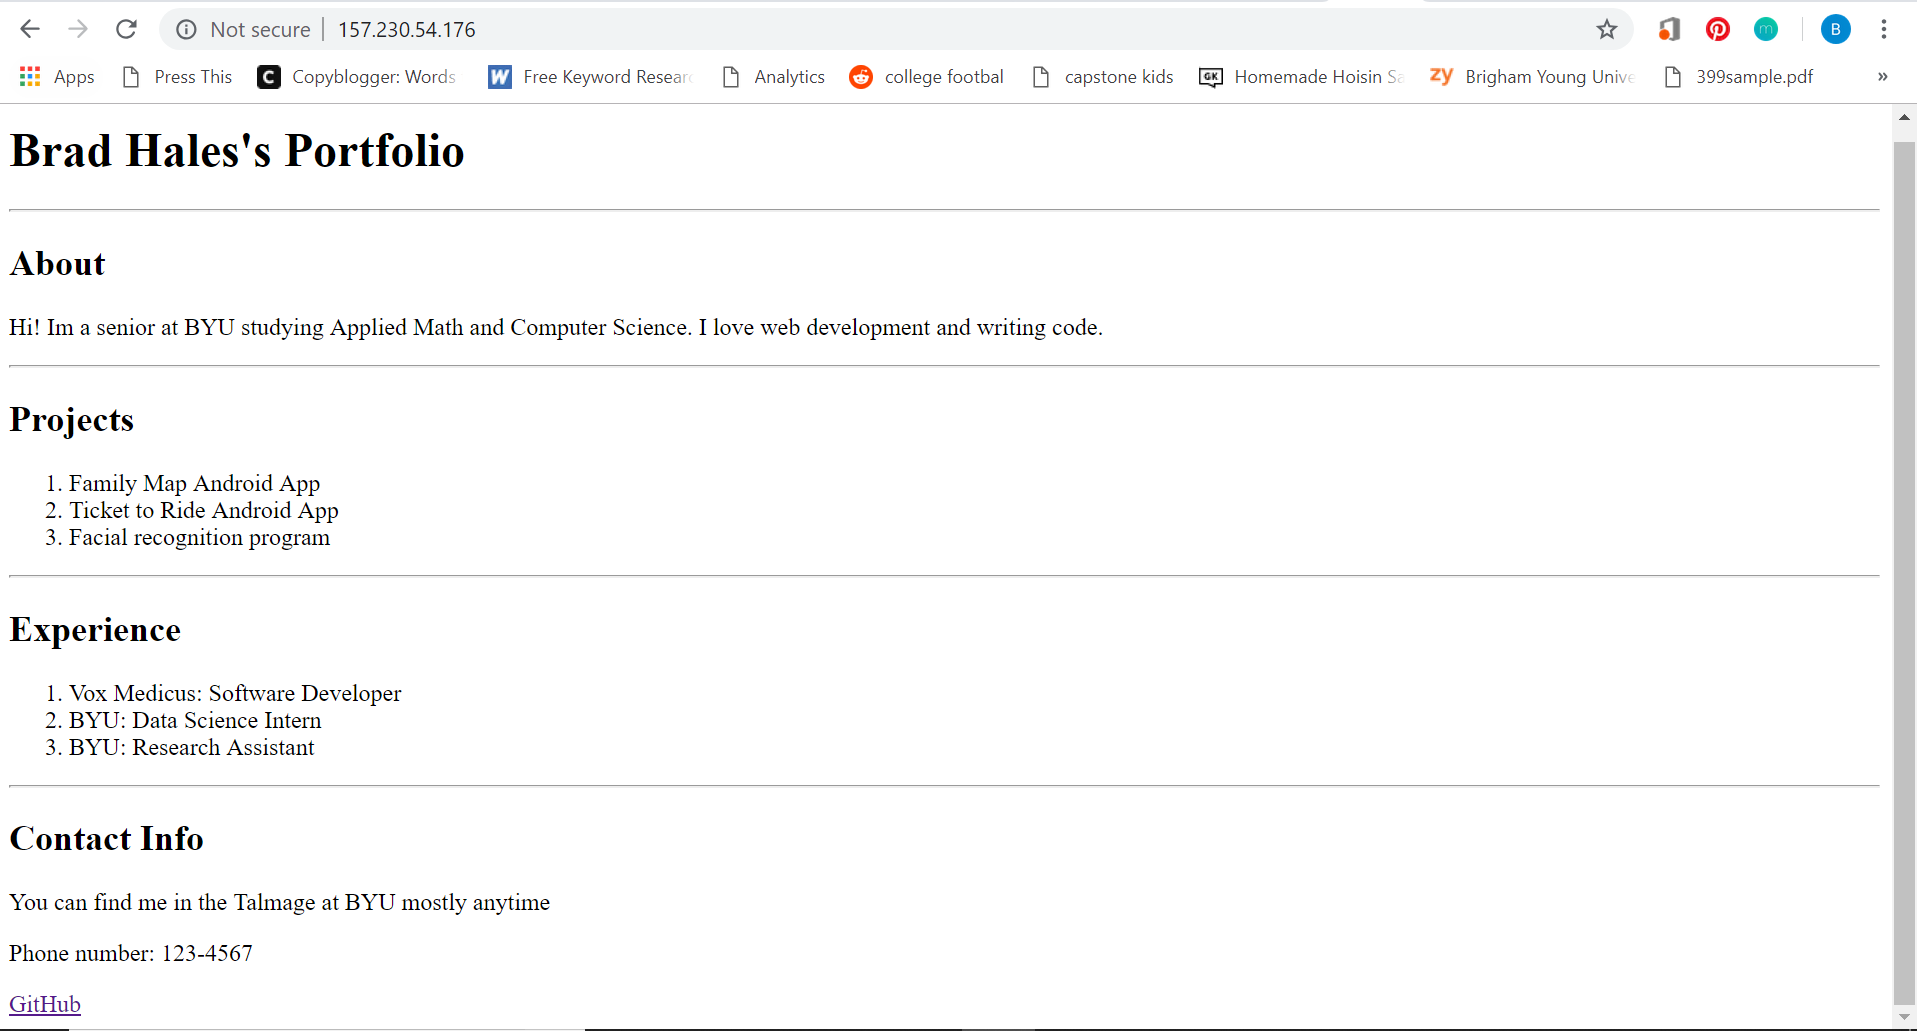 Not secure 157.230.54.176 m B
Apps Press This C Copyblogger: Words W Free Keyword Resear Analytics college footbal capstone kids GK Homemade Hoisin Sa zy Brigham Young Unive 399sample.pdf »
Brad Hales's Portfolio
About
Hi! Im a senior at BYU studying Applied Math and Computer Science. I love web development and writing code.
Projects
1. Family Map Android App
2. Ticket to Ride Android App
3. Facial recognition program
Experience
1. Vox Medicus: Software Developer
2. BYU: Data Science Intern
3. BYU: Research Assistant
Contact Info
You can find me in the Talmage at BYU mostly anytime
Phone number: 123-4567
GitHub